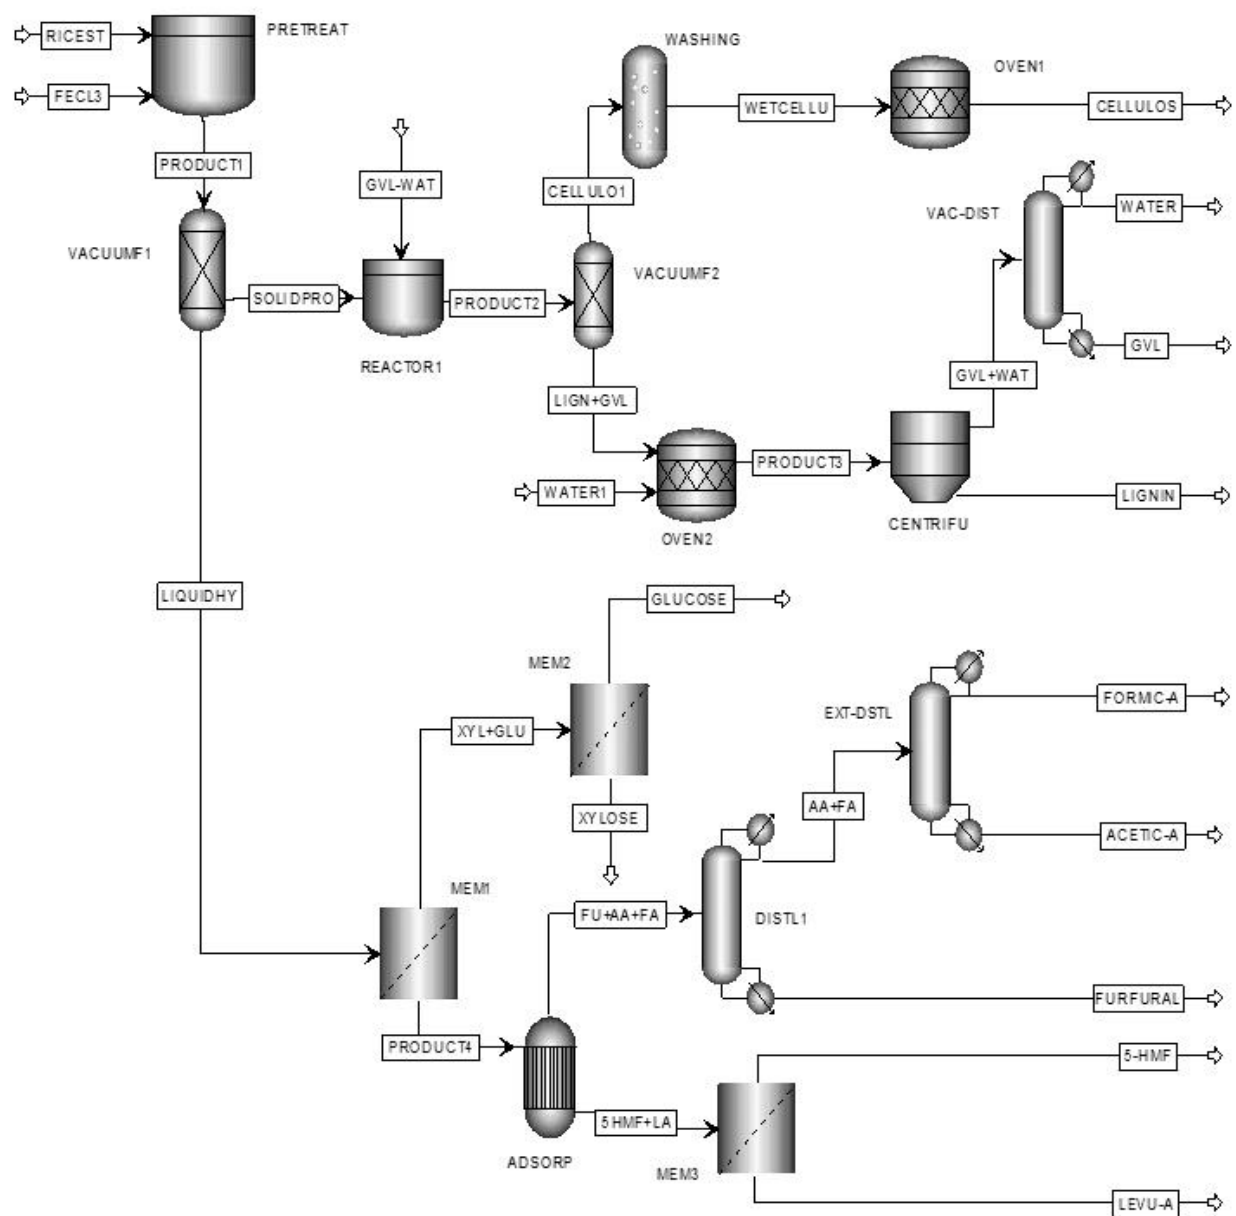 RICEST
PRETREAT
FECL3
PRODUCT1
VACUUMF1
SOLIDPRO
GVL-WAT
REACTOR1
PRODUCT2
VACUUMF2
CELLULO1
WASHING
WETCELLU
OVEN1
CELLULOS
VAC-DIST
WATER
GVL
GVL+WAT
LIGN+GVL
WATER1
OVEN2
PRODUCT3
CENTRIFU
LIGNIN
LIQUIDHY
GLUCOSE
MEM2
XYL+GLU
XYLOSE
MEM1
PRODUCT4
ADSORP
FU+AA+FA
DISTL1
AA+FA
EXT-DSTL
FORMIC-A
ACETIC-A
FURFURAL
5HMF+LA
MEM3
5-HMF
LEVU-A